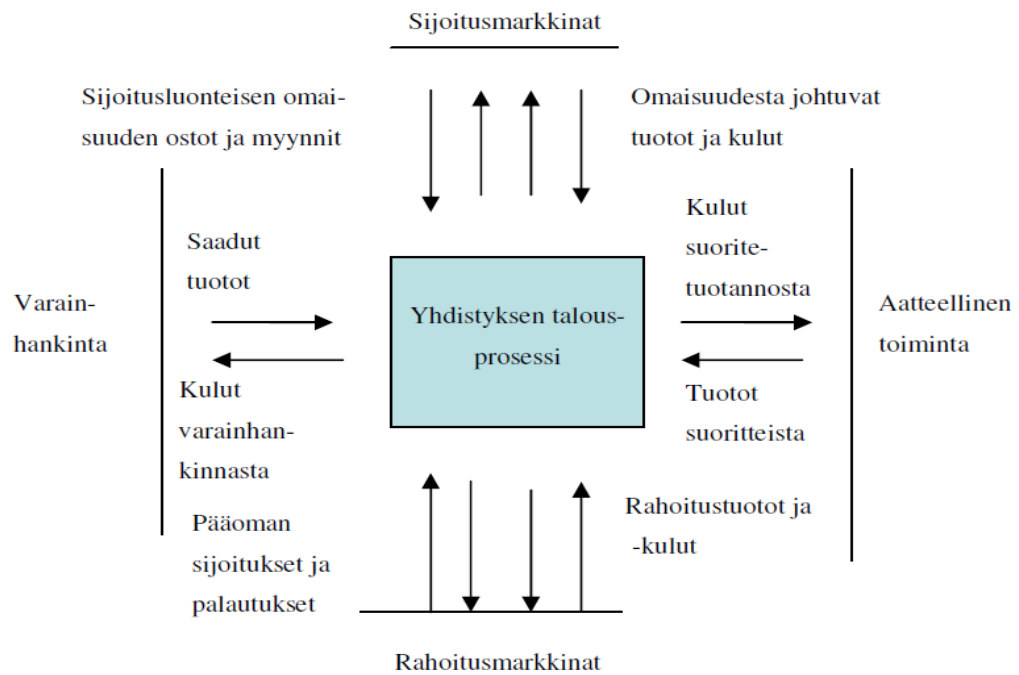 Sijoitusmarkkinat
Sijoitusluonteisen omai-
suuden ostot ja myynnit
Omaisuudesta johtuvat
tuotot ja kulut
Varain-
hankinta
Saadut
tuotot
Kulut
varainhan-
kinnasta
Yhdistyksen talous-
prosessi
Kulut
suorite-
tuotannosta
Tuotot
suoritteista
Aatteellinen
toiminta
Pääoman
sijoitukset ja
palautukset
Rahoitustuotot ja
-kulut
Rahoitusmarkkinat